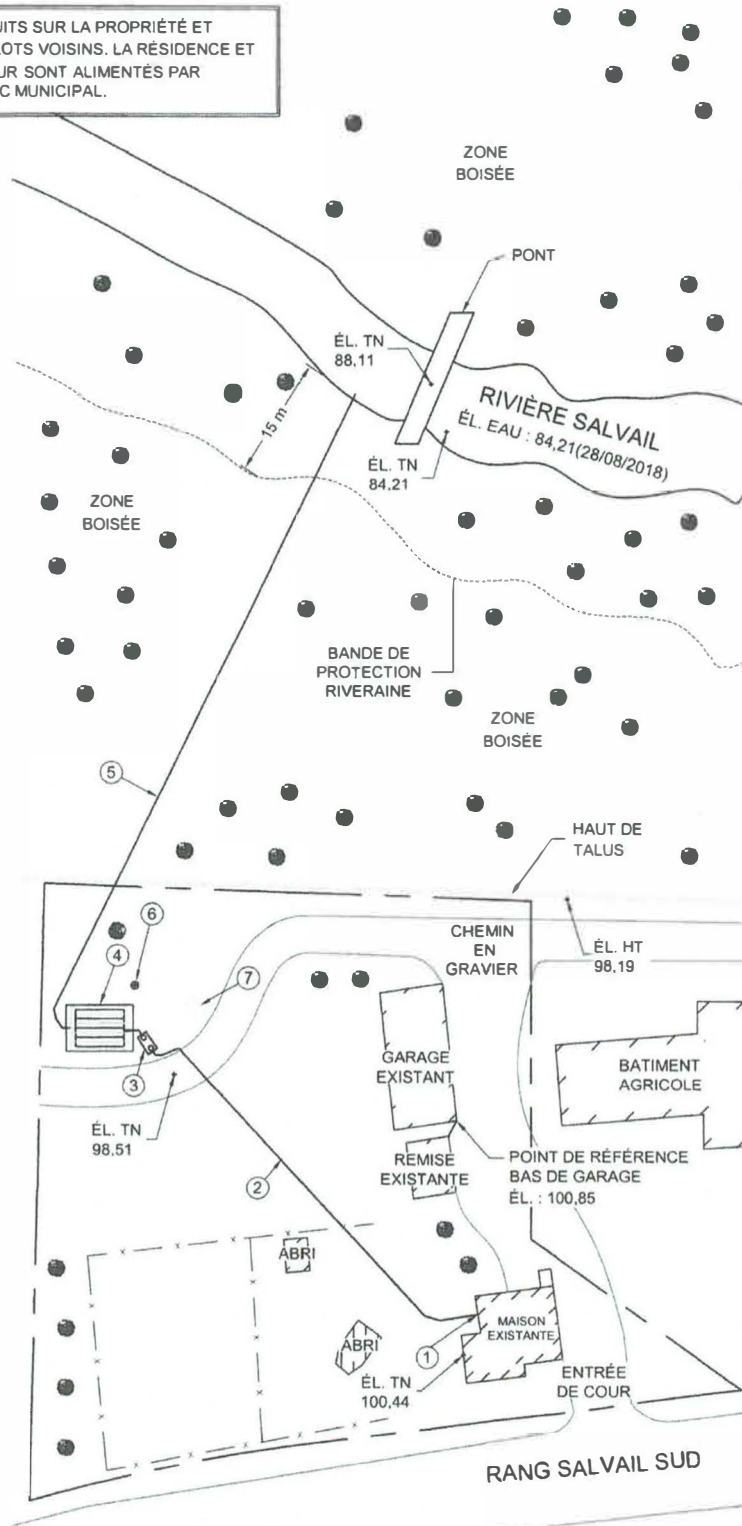 UITS SUR LA PROPRIÉTÉ ET
LOTS VOISINS. LA RÉSIDENCE ET
UR SONT ALIMENTÉS PAR
C MUNICIPAL.
ZONE
BOISÉE
PONT
ÉL. TN
88,11
RIVIÈRE SALVAIL
ÉL. EAU : 84,21(28/08/2018)
15 m
ÉL. TN
84.21
ZONE
BOISÉE
BANDE DE
PROTECTION
RIVERAINE
ZONE
BOISÉE
5
HAUT DE
TALUS
6
4
7
CHEMIN
EN
GRAVIER
ÉL. HT
98.19
GARAGE
EXISTANT
BATIMENT
AGRICOLE
3
ÉL. TN
98.51
REMISE
EXISTANTE
POINT DE RÉFÉRENCE
BAS DE GARAGE
ÉL. : 100,85
2
ABRI
ABRI
1
MAISON
EXISTANTE
ÉL. TN
100.44
ENTRÉE
DE COUR
RANG SALVAIL SUD